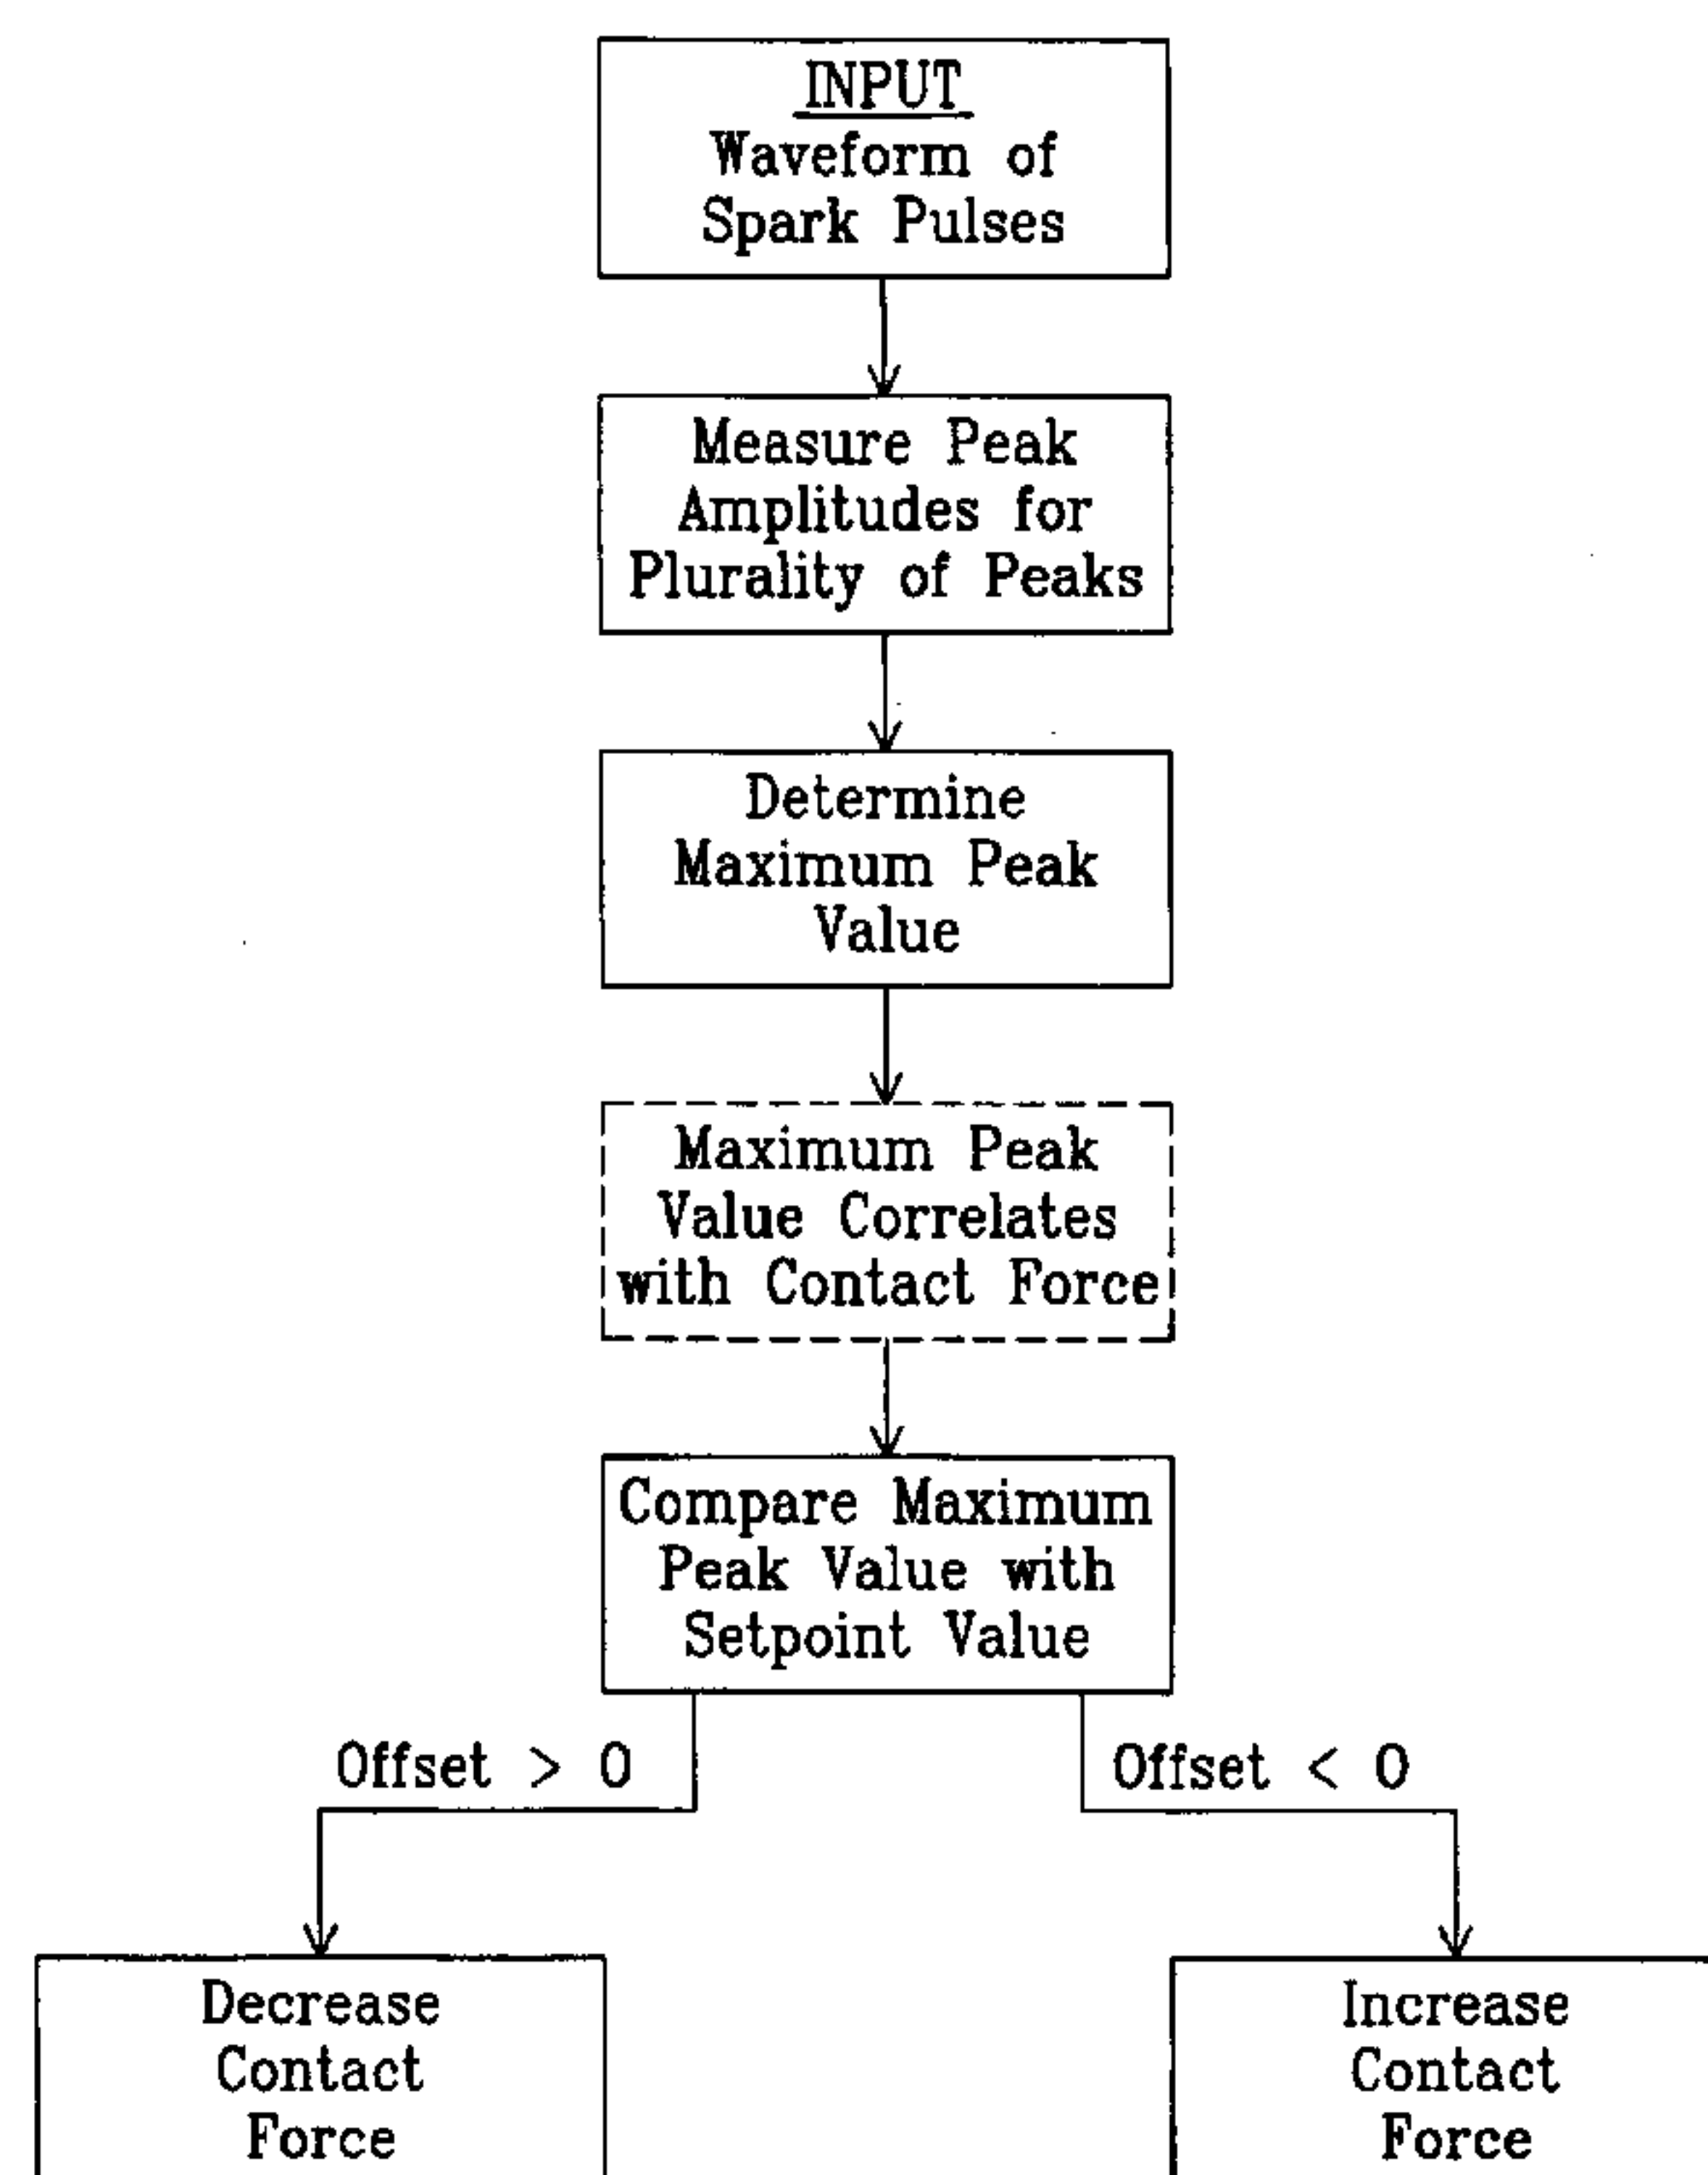 INPUT
Waveform of
Spark Pulses
Measure Peak
Amplitudes for
Plurality of Peaks
Determine
Maximum Peak
Value
Maximum Peak
Value Correlates
with Contact Force
Compare Maximum
Peak Value with
Setpoint Value
Offset > 0
Offset < 0
Decrease
Contact
Force
Increase
Contact
Force